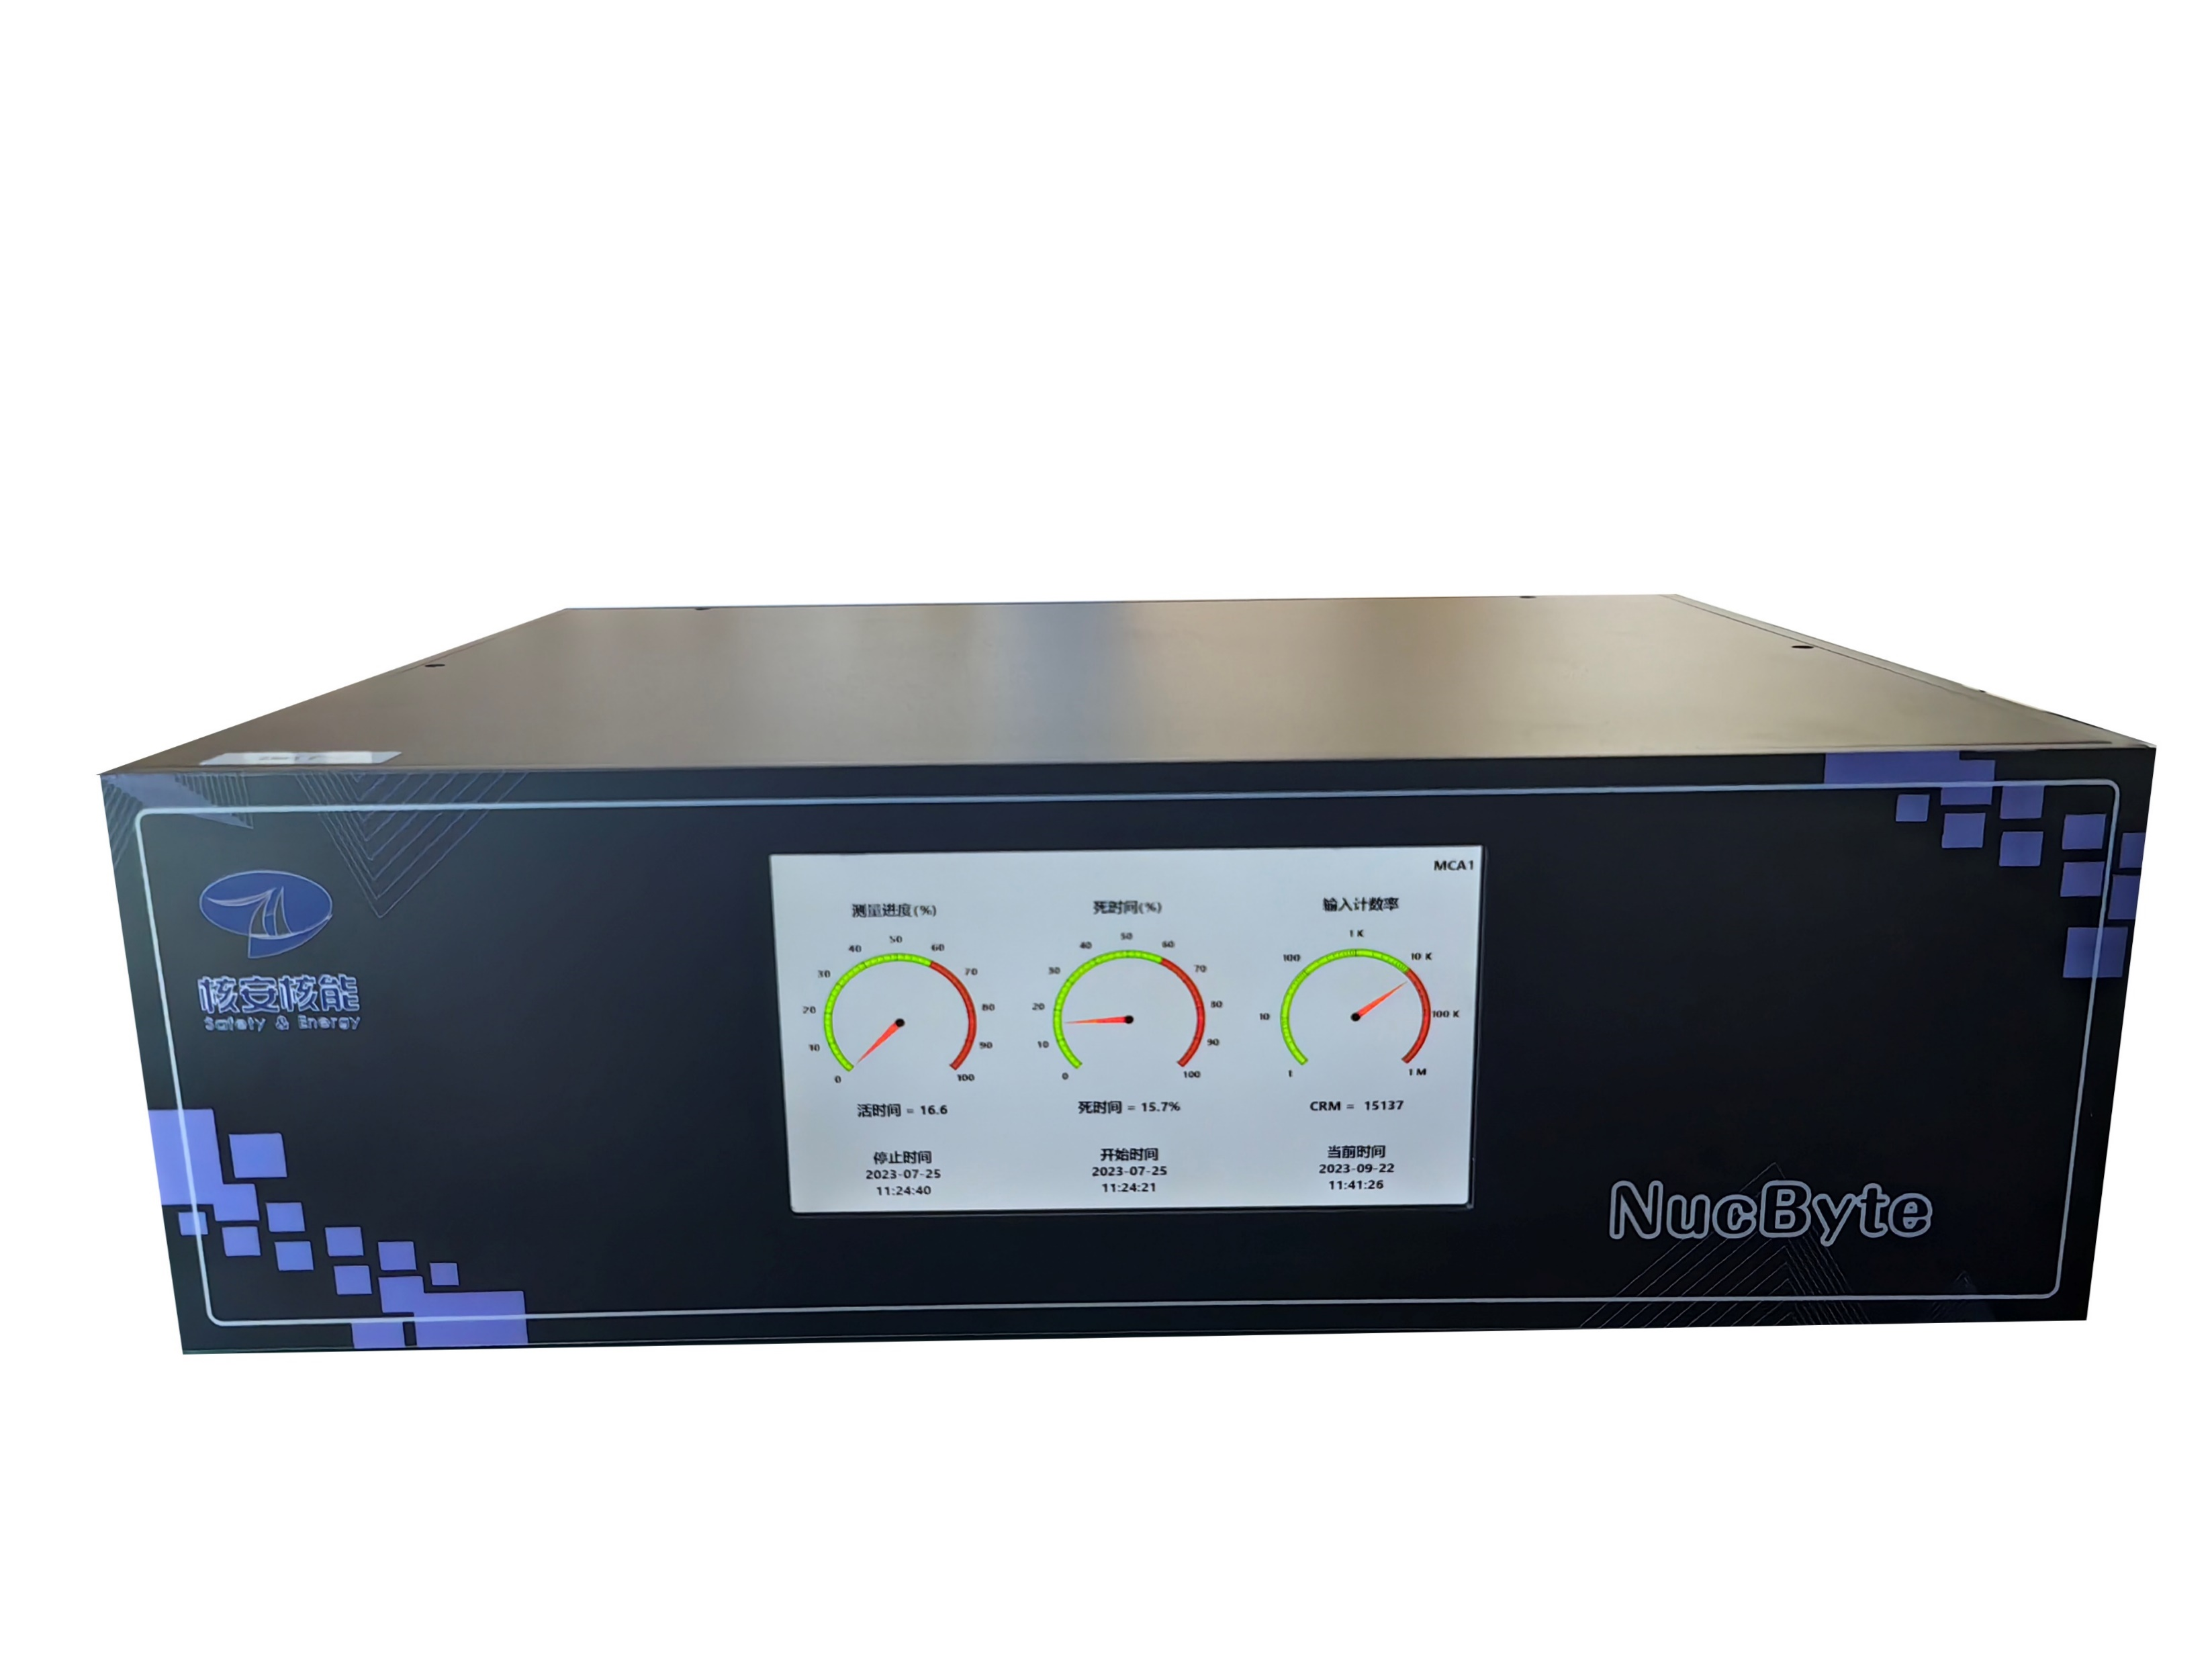 核安核能
Safety & Energy
MCA1
测量进度(%)
0
10
20
30
40
50
60
70
80
90
100
活时间 = 16.6
停止时间
2023-07-25
11:24:40
死时间(%)
0
10
20
30
40
50
60
70
80
90
100
死时间 = 15.7%
开始时间
2023-07-25
11:24:21
输入计数率
1
10
100
1 K
10 K
100 K
1 M
CRM = 15137
当前时间
2023-09-22
11:41:26
NucByte